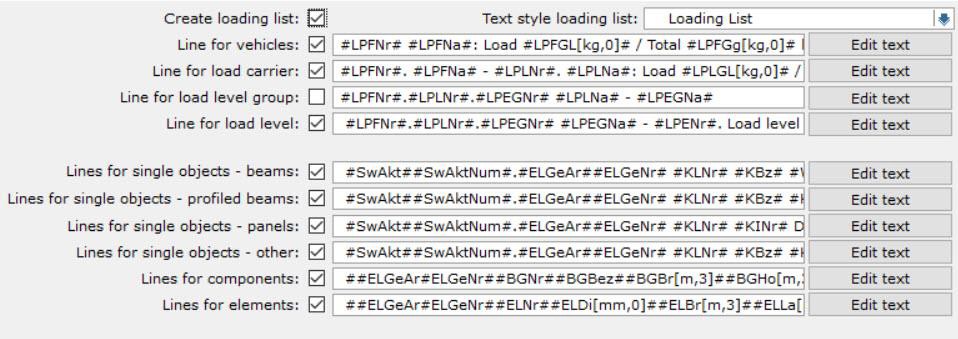 Create loading list: Text style loading list: Loading List
Line for vehicles: #LPFNr# #LPFNa#: Load #LPFGL[kg,0]# / Total #LPFGg[kg,0]# Edit text
Line for load carrier: #LPFNr#. #LPFNa# - #LPLNr#. #LPLNa#: Load #LPLGL[kg,0]# / Edit text
Line for load level group: #LPFNr#.#LPLNr#.#LPEGNr# #LPLNa# - #LPEGNa# Edit text
Line for load level: #LPFNr#.#LPLNr#.#LPEGNr# #LPEGNa# - #LPENr#. Load level Edit text
Lines for single objects - beams: #SwAkt##SwAktNum#.#ELGeAr##ELGeNr# #KLNr# #KBz# Edit text
Lines for single objects - profiled beams: #SwAkt##SwAktNum#.#ELGeAr##ELGeNr# #KLNr# #KBz# Edit text
Lines for single objects - panels: #SwAkt##SwAktNum#.#ELGeAr##ELGeNr# #KLNr# #KINr# D Edit text
Lines for single objects - other: #SwAkt##SwAktNum#.#ELGeAr##ELGeNr# #KLNr# #KBz# Edit text
Lines for components: ##ELGeAr#ELGeNr##BGNr##BGBez##BGBr[m,3]##BGHo[m, Edit text
Lines for elements: ##ELGeAr#ELGeNr##ELNr##ELDi[mm,0]##ELBr[m,3]##ELLa[ Edit text